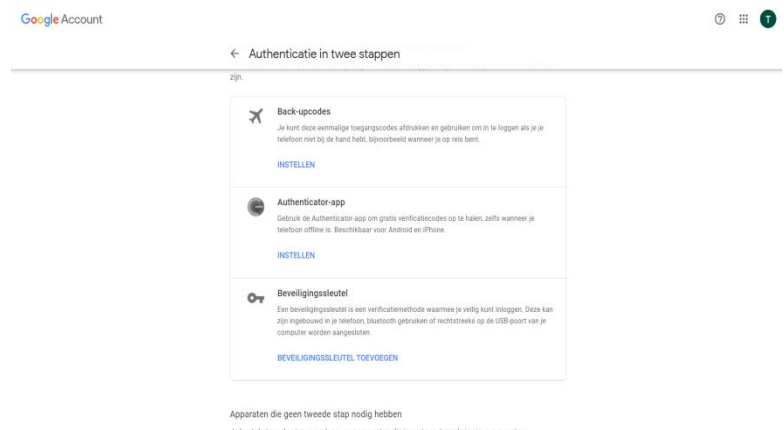 Google Account
T
Authenticatie in twee stappen
zijn.
Back-upcodes
Je kunt deze eenmalige toegangscodes afdrukken en gebruiken om in te loggen als je je
telefoon niet bij de hand hebt, bijvoorbeeld wanneer je op reis bent.
INSTELLEN
Authenticator-app
Gebruik de Authenticator-app om gratis verificatiecodes op te halen, zelfs wanneer je
telefoon offline is. Beschikbaar voor Android en iPhone.
INSTELLEN
Beveiligingssleutel
Een beveiligingssleutel is een verificatiemethode waarmee je veilig kunt inloggen. Deze kan
zijn ingebouwd in je telefoon, bluetooth gebruiken of rechtstreeks op de USB-poort van je
computer worden aangesloten.
BEVEILIGINGSSLEUTEL TOEVOEGEN
Apparaten die geen tweede stap nodig hebben